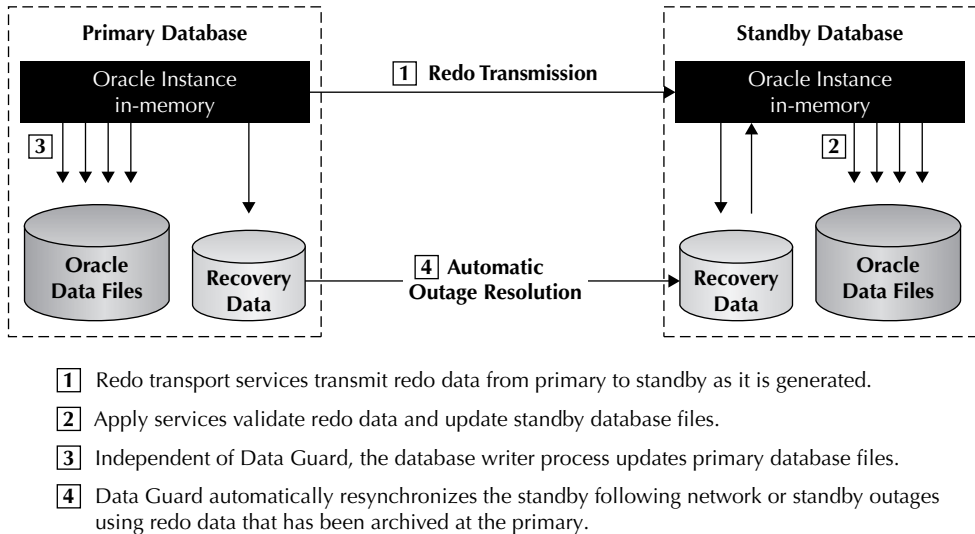 Primary Database
Standby Database
Oracle Instance
in-memory
1 Redo Transmission
Oracle Instance
in-memory
3
2
Oracle
Data Files
Recovery
Data
4 Automatic
Outage Resolution
Recovery
Data
Oracle
Data Files
1 Redo transport services transmit redo data from primary to standby as it is generated.
2 Apply services validate redo data and update standby database files.
3 Independent of Data Guard, the database writer process updates primary database files.
4 Data Guard automatically resynchronizes the standby following network or standby outages
using redo data that has been archived at the primary.